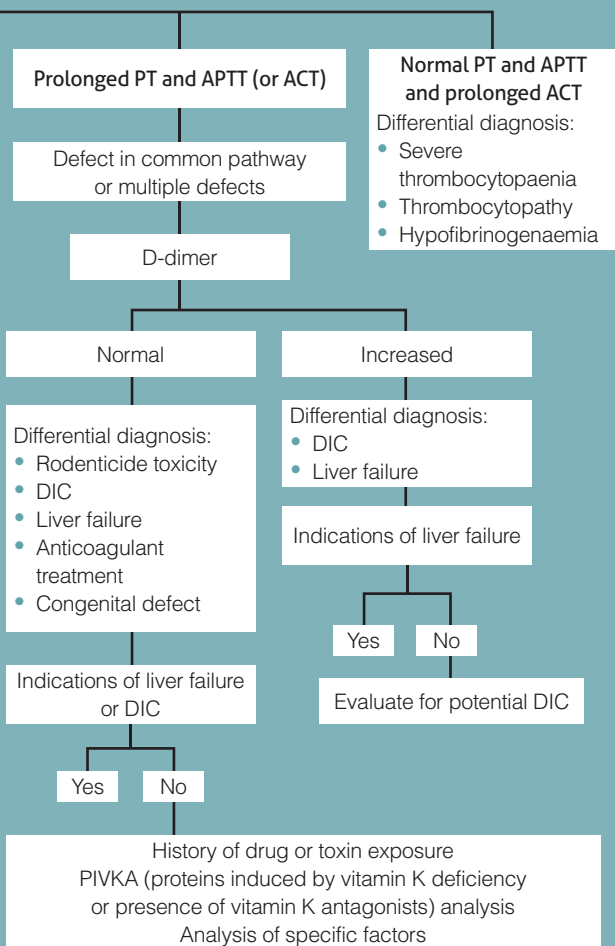 Prolonged PT and APTT (or ACT)
Normal PT and APTT
and prolonged ACT
Differential diagnosis:
• Severe
thrombocytopaenia
• Thrombocytopathy
• Hypofibrinogenaemia
Defect in common pathway
or multiple defects
D-dimer
Normal
Increased
Differential diagnosis:
• Rodenticide toxicity
• DIC
• Liver failure
• Anticoagulant
treatment
• Congenital defect
Differential diagnosis:
• DIC
• Liver failure
Indications of liver failure
Yes
No
Evaluate for potential DIC
Indications of liver failure
or DIC
Yes
No
History of drug or toxin exposure
PIVKA (proteins induced by vitamin K deficiency
or presence of vitamin K antagonists) analysis
Analysis of specific factors